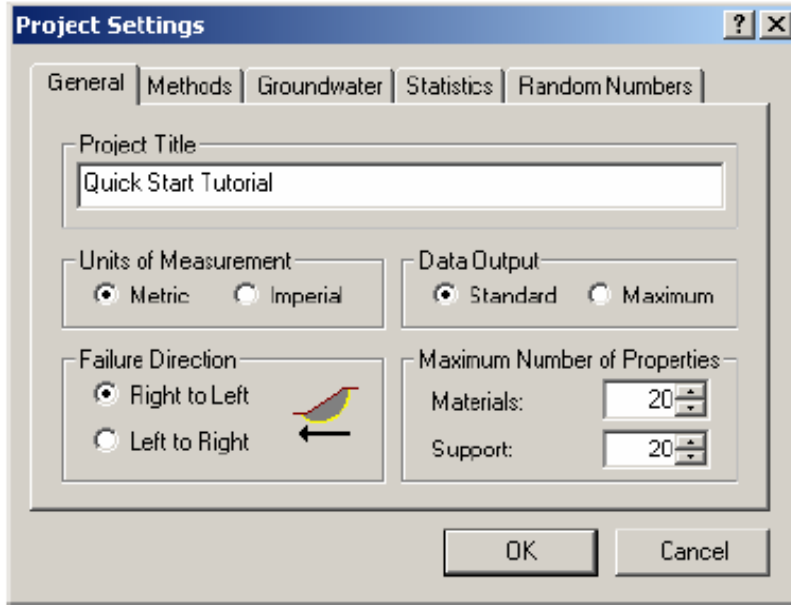 Project Settings
General Methods Groundwater Statistics Random Numbers
Project Title
Quick Start Tutorial
Units of Measurement
Metric Imperial
Data Output
Standard Maximum
Failure Direction
Right to Left
Left to Right
Maximum Number of Properties
Materials: 20
Support: 20
OK Cancel